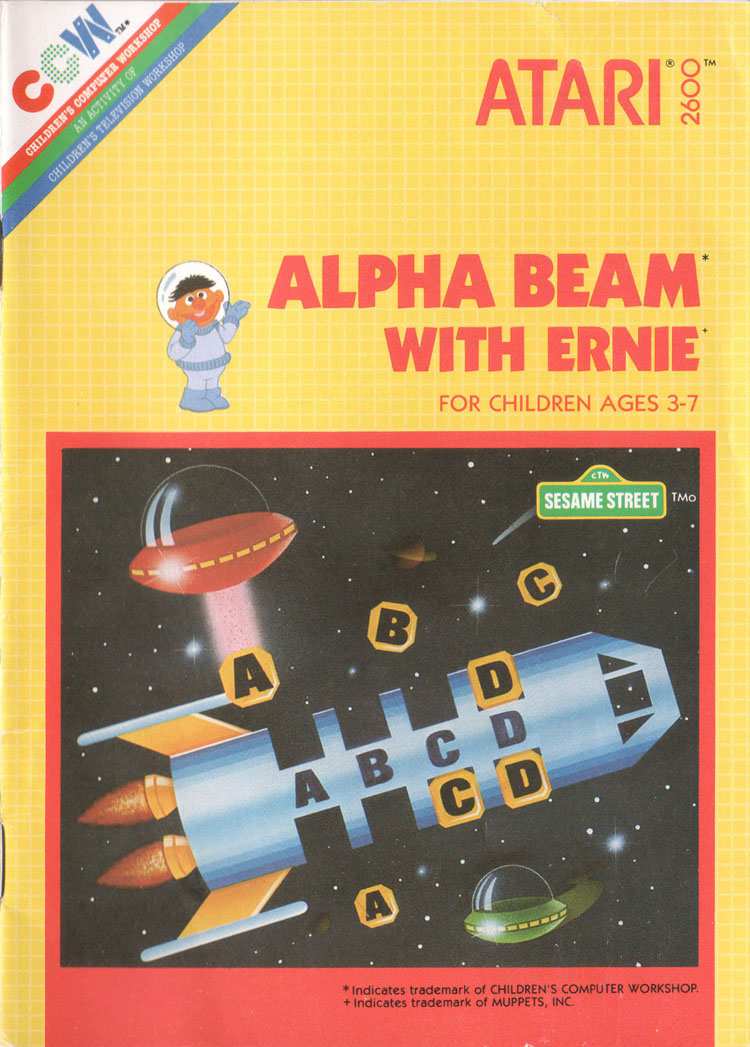 CCW™*
CHILDREN'S COMPUTER WORKSHOP
AN ACTIVITY OF
CHILDREN'S TELEVISION WORKSHOP
ATARI® 2600™
ALPHA BEAM*
WITH ERNIE+
FOR CHILDREN AGES 3-7
CTW
SESAME STREET TMo
C
B
A
D
A B C D
C D
A
*Indicates trademark of CHILDREN'S COMPUTER WORKSHOP.
+Indicates trademark of MUPPETS, INC.